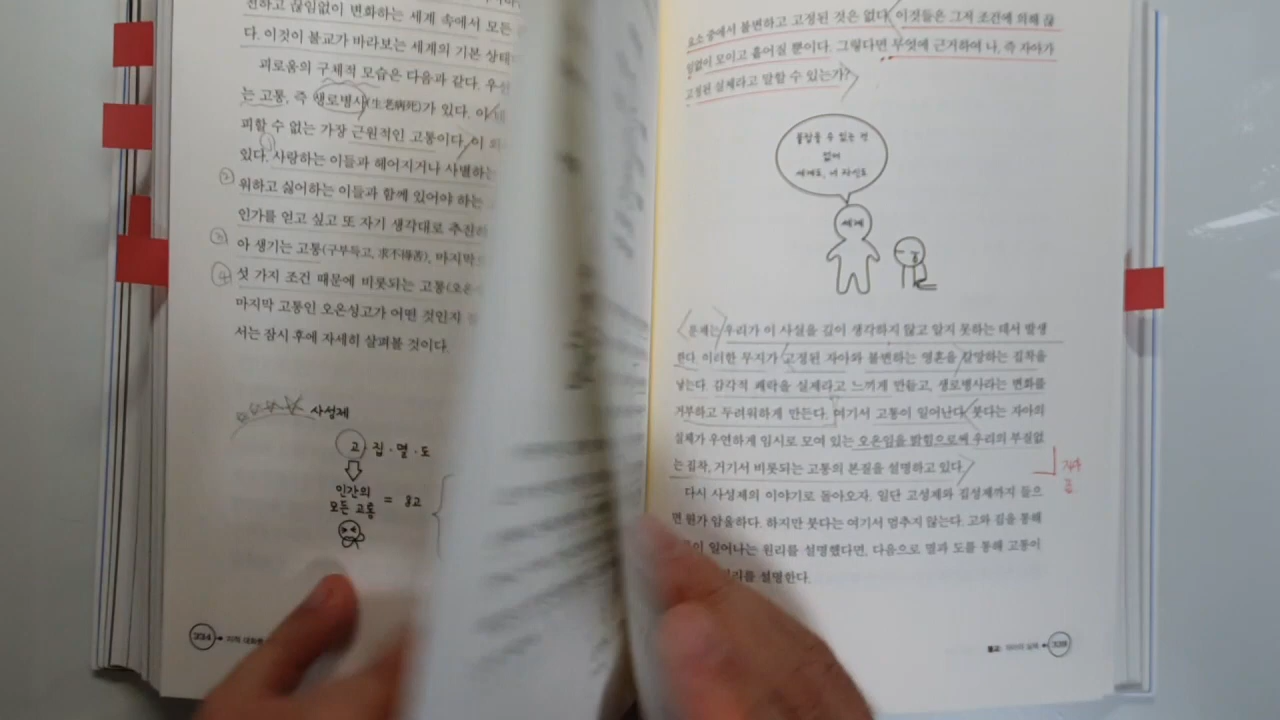 전하고 끊임없이 변화하는 세계 속에서 모든
다. 이것이 불교가 바라보는 세계의 기본 상태
괴로움의 구체적 모습은 다음과 같다. 우선
는 고통, 즉 생로병사(生老病死)가 있다. 이
피할 수 없는 가장 근원적인 고통이다. 이 외
① 있다. 사랑하는 이들과 헤어지거나 사별하는
② 워하고 싫어하는 이들과 함께 있어야 하는
인가를 얻고 싶고 또 자기 생각대로 추진하
③ 아 생기는 고통(구부득고, 求不得苦), 마지막
④ 섯 가지 조건 때문에 비롯되는 고통(오온
마지막 고통인 오온성고가 어떤 것인지
서는 잠시 후에 자세히 살펴볼 것이다.
사성제
고·집·멸·도
인간의
모든 고통 = 8고
334
요소 중에서 불변하고 고정된 것은 없다. 이것들은 그저 조건에 의해 끊
임없이 모이고 흩어질 뿐이다. 그렇다면 무엇에 근거하여 나, 즉 자아가
고정된 실체라고 말할 수 있는가?
붙잡을 수 있는 건
없어
세계도, 네 자신도
세계
문제는 우리가 이 사실을 깊이 생각하지 않고 알지 못하는 데서 발생
한다. 이러한 무지가 고정된 자아와 불변하는 영혼을 갈망하는 집착을
낳는다. 감각적 쾌락을 실제라고 느끼게 만들고, 생로병사라는 변화를
거부하고 두려워하게 만든다. 여기서 고통이 일어난다. 붓다는 자아의
실체가 우연하게 임시로 모여 있는 오온임을 밝힘으로써 우리의 부질없
는 집착, 거기서 비롯되는 고통의 본질을 설명하고 있다.
다시 사성제의 이야기로 돌아오자. 일단 고성제와 집성제까지 들으
면 뭔가 암울하다. 하지만 붓다는 여기서 멈추지 않는다. 고와 집을 통해
이 일어나는 원리를 설명했다면, 다음으로 멸과 도를 통해 고통이
리를 설명한다.
불교